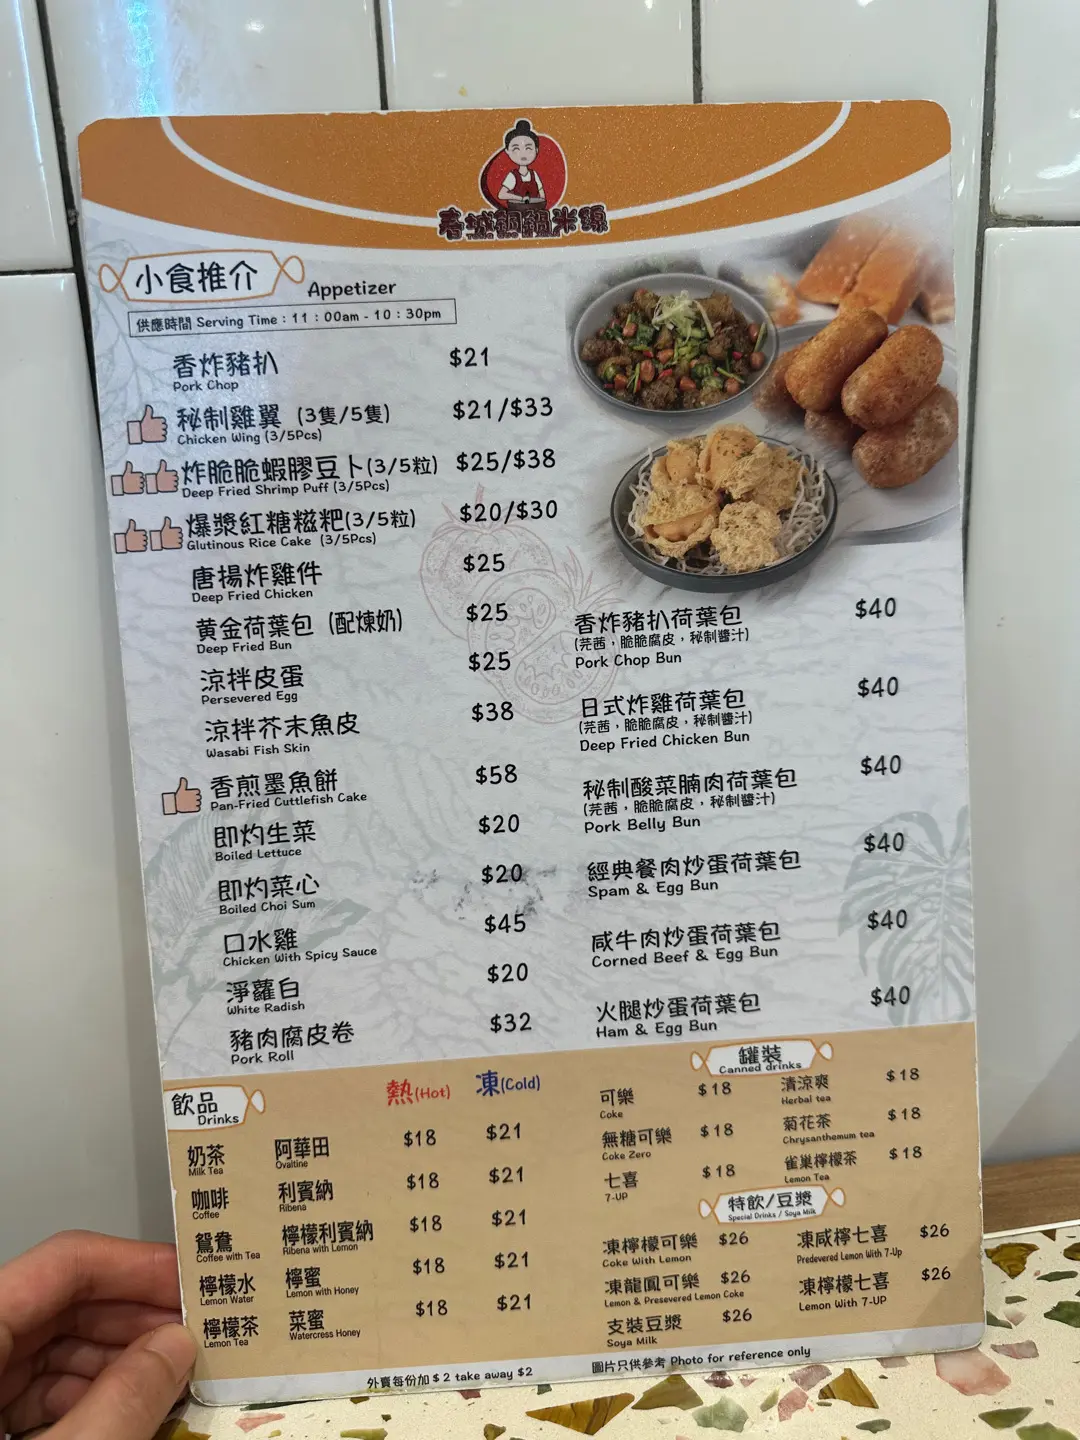 春城銅鍋米線
小食推介 Appetizer
供應時間 Serving Time : 11 : 00am - 10 : 30pm
香炸豬扒 $21
Pork Chop
秘制雞翼 (3隻/5隻) $21/$33
Chicken Wing (3/5Pcs)
炸脆脆蝦膠豆卜(3/5粒) $25/$38
Deep Fried Shrimp Puff (3/5Pcs)
爆漿紅糖糍粑(3/5粒) $20/$30
Glutinous Rice Cake (3/5Pcs)
唐揚炸雞件 $25
Deep Fried Chicken
黄金荷葉包 (配煉奶) $25
Deep Fried Bun
涼拌皮蛋 $25
Persevered Egg
涼拌芥末魚皮 $38
Wasabi Fish Skin
香煎墨魚餅 $58
Pan-Fried Cuttlefish Cake
即灼生菜 $20
Boiled Lettuce
即灼菜心 $20
Boiled Choi Sum
口水雞 $45
Chicken With Spicy Sauce
淨蘿白 $20
White Radish
豬肉腐皮卷 $32
Pork Roll
香炸豬扒荷葉包 $40
(芫茜，脆脆腐皮，秘制醬汁)
Pork Chop Bun
日式炸雞荷葉包 $40
(芫茜，脆脆腐皮，秘制醬汁)
Deep Fried Chicken Bun
秘制酸菜腩肉荷葉包 $40
(芫茜，脆脆腐皮，秘制醬汁)
Pork Belly Bun
經典餐肉炒蛋荷葉包 $40
Spam & Egg Bun
咸牛肉炒蛋荷葉包 $40
Corned Beef & Egg Bun
火腿炒蛋荷葉包 $40
Ham & Egg Bun
飲品 熱(Hot) 凍(Cold)
Drinks
奶茶 阿華田 $18 $21
Milk Tea Ovaltine
咖啡 利賓納 $18 $21
Coffee Ribena
鴛鴦 檸檬利賓納 $18 $21
Coffee with Tea Ribena with Lemon
檸檬水 檸蜜 $18 $21
Lemon Water Lemon with Honey
檸檬茶 菜蜜 $18 $21
Lemon Tea Watercress Honey
罐裝
Canned drinks
可樂 $18 清涼爽 $18
Coke Herbal tea
無糖可樂 $18 菊花茶 $18
Coke Zero Chrysanthemum tea
七喜 $18 雀巢檸檬茶 $18
7-UP Lemon Tea
特飲/豆漿
Special Drinks / Soya Milk
凍檸檬可樂 $26 凍咸檸七喜 $26
Coke With Lemon Predevered Lemon With 7-Up
凍龍鳳可樂 $26 凍檸檬七喜 $26
Lemon & Presevered Lemon Coke Lemon With 7-UP
支裝豆漿 $26
Soya Milk
外賣每份加 $ 2 take away $2
圖片只供參考 Photo for reference only